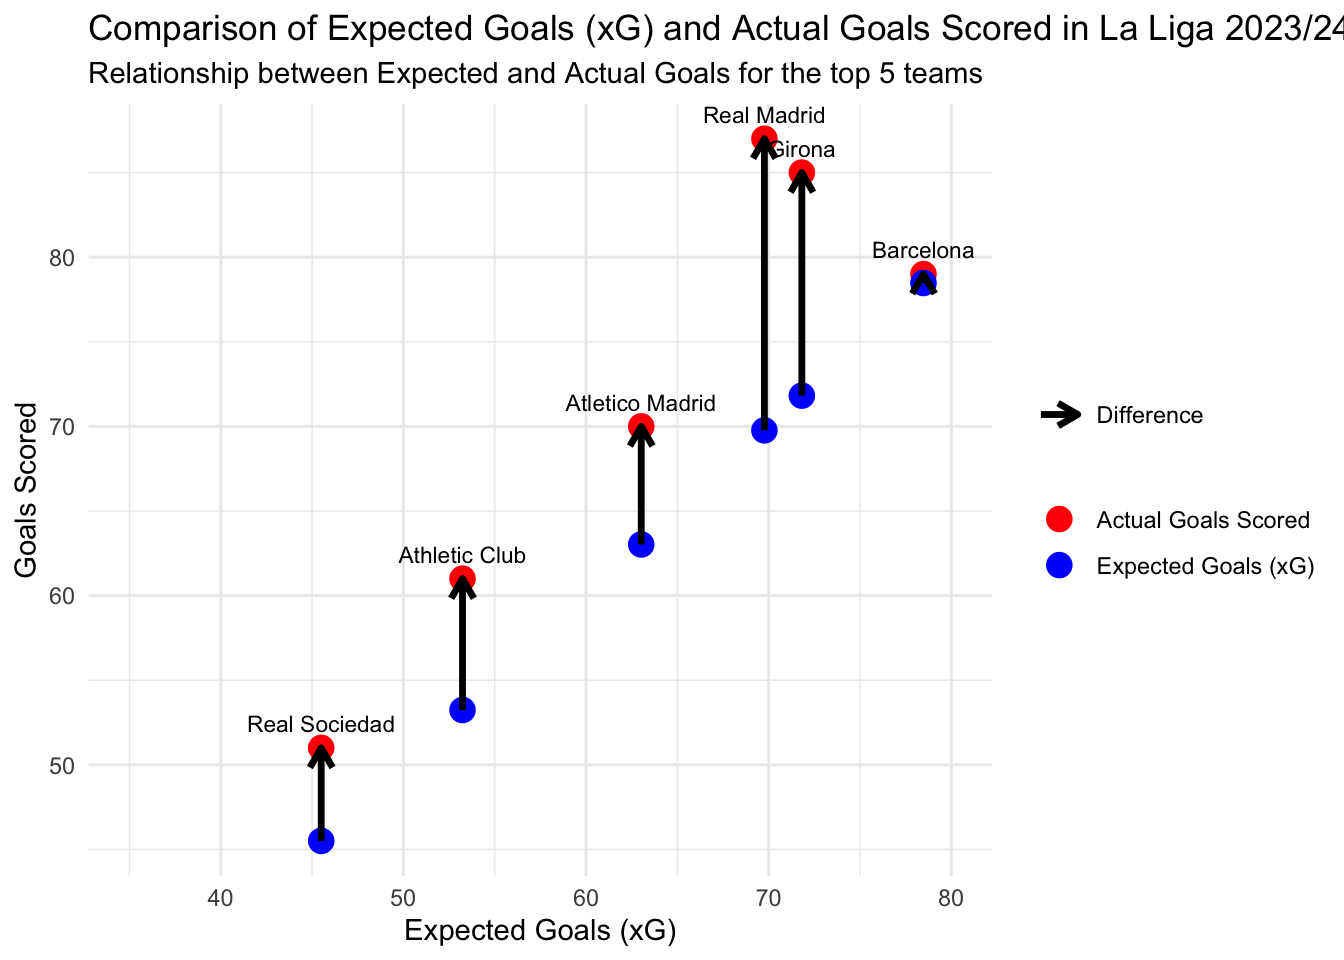 Comparison of Expected Goals (xG) and Actual Goals Scored in La Liga 2023/24
Relationship between Expected and Actual Goals for the top 5 teams
Real Madrid
Girona
Barcelona
Atletico Madrid
Athletic Club
Real Sociedad
Goals Scored
80
70
60
50
40
50
60
70
80
Expected Goals (xG)
Difference
Actual Goals Scored
Expected Goals (xG)